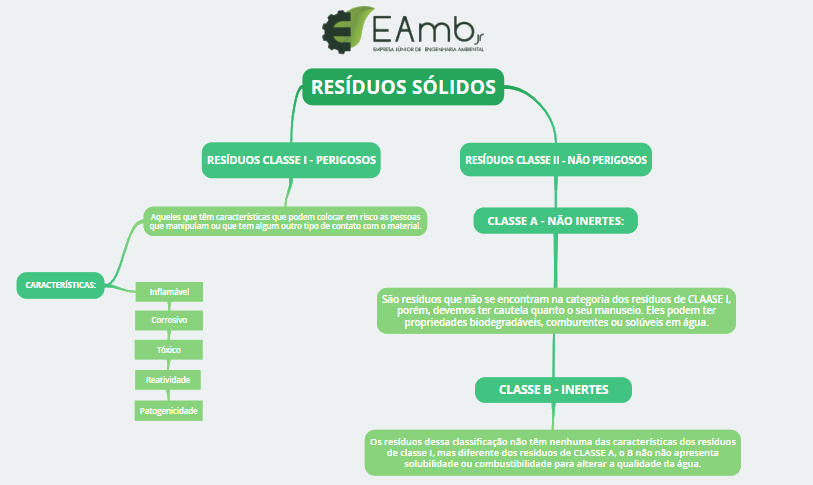 EAmb jr
EMPRESA JÚNIOR DE ENGENHARIA AMBIENTAL
RESÍDUOS SÓLIDOS
RESÍDUOS CLASSE I - PERIGOSOS
Aqueles que têm características que podem colocar em risco as pessoas
que manipulam ou que tem algum outro tipo de contato com o material.
CARACTERÍSTICAS:
Inflamável
Corrosivo
Tóxico
Reatividade
Patogenicidade
RESÍDUOS CLASSE II - NÃO PERIGOSOS
CLASSE A - NÃO INERTES:
São resíduos que não se encontram na categoria dos resíduos de CLAASE I,
porém, devemos ter cautela quanto o seu manuseio. Eles podem ter
propriedades biodegradáveis, comburentes ou solúveis em água.
CLASSE B - INERTES
Os resíduos dessa classificação não têm nenhuma das características dos resíduos
de classe I, mas diferente dos resíduos de CLASSE A, o B não não apresenta
solubilidade ou combustibilidade para alterar a qualidade da água.